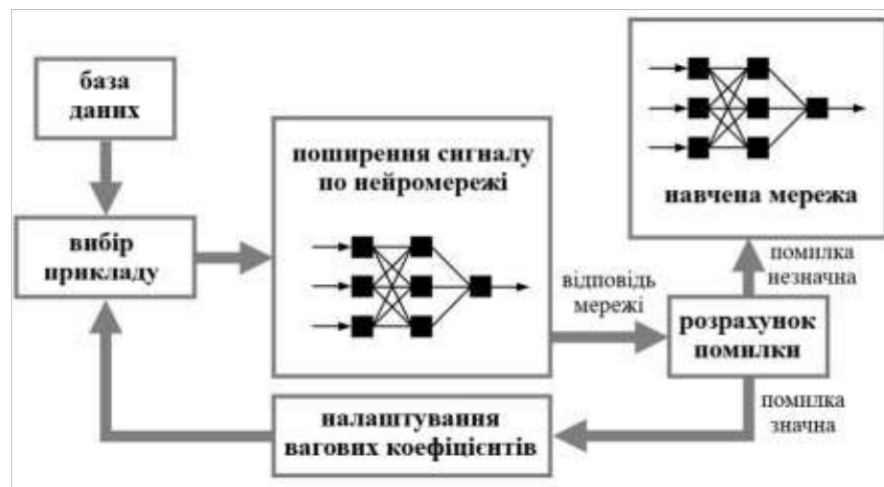 база
даних
вибір
прикладу
поширення сигналу
по нейромережі
відповідь
мережі
розрахунок
помилки
помилка
незначна
навчена мережа
помилка
значна
налаштування
вагових коефіцієнтів